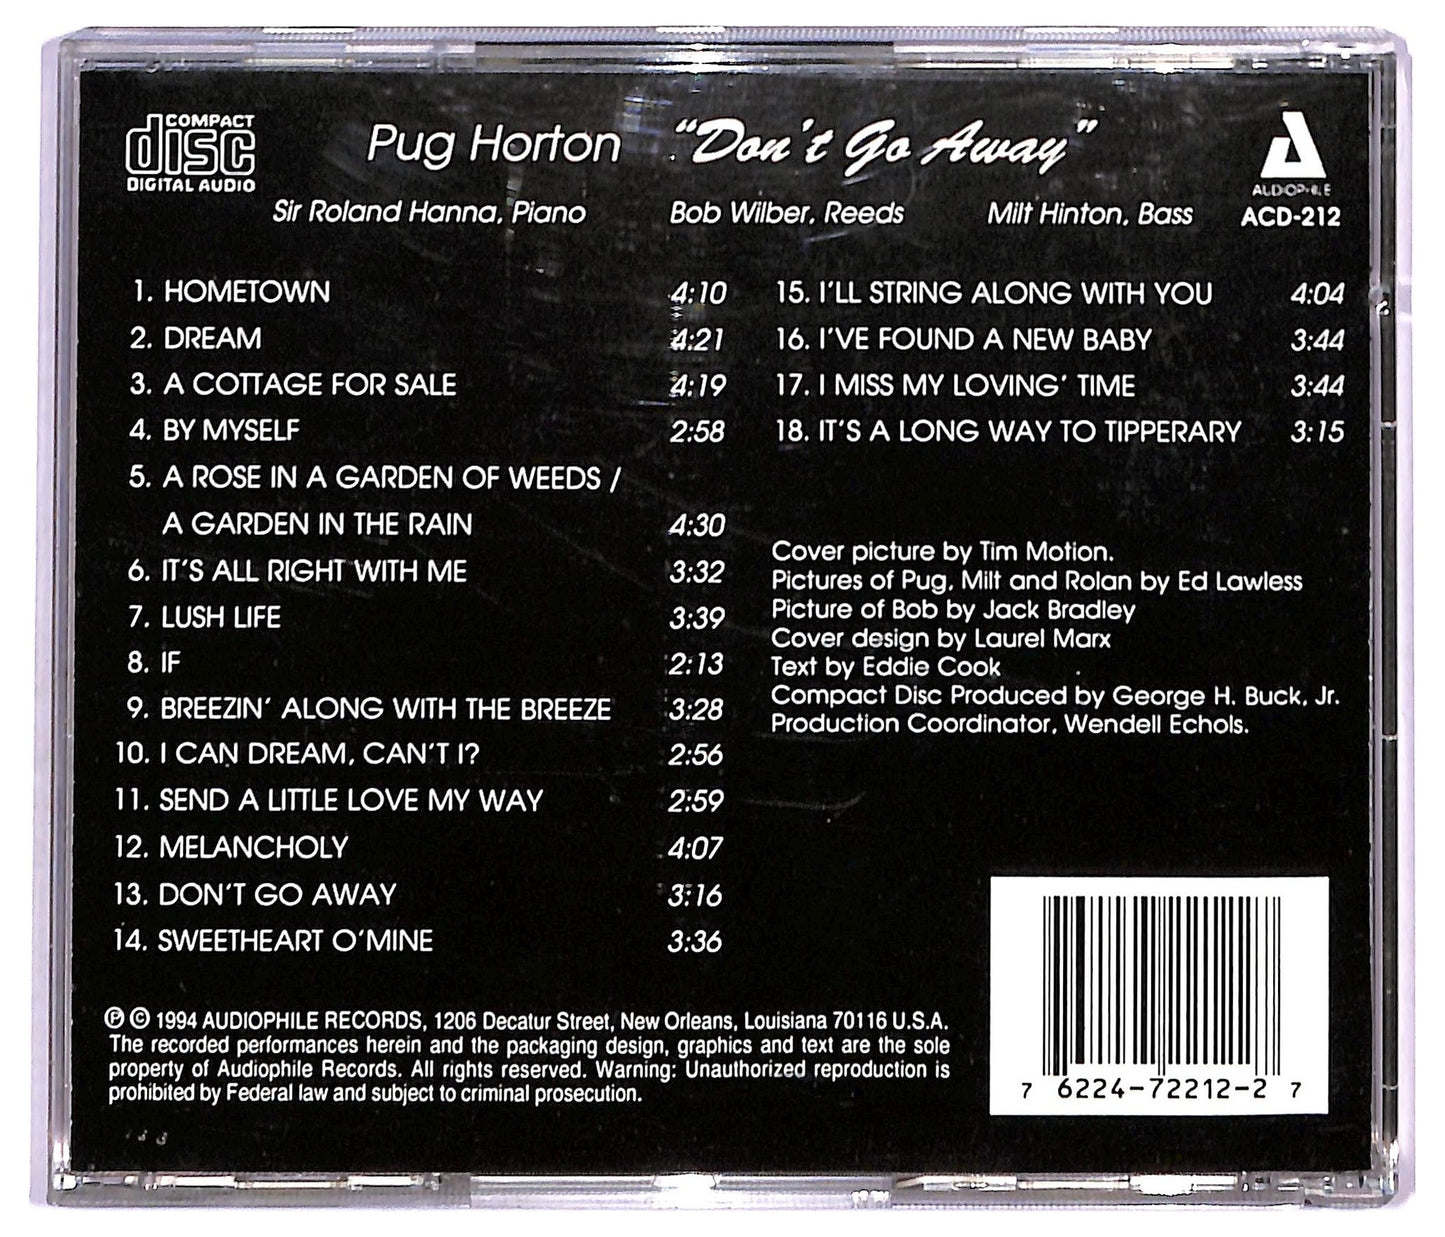 COMPACT
disc
DIGITAL AUDIO
Pug Horton "Don't Go Away"
AUDIOPHILE
ACD-212
Sir Roland Hanna, Piano Bob Wilber, Reeds Milt Hinton, Bass
1. HOMETOWN 4:10
2. DREAM 4:21
3. A COTTAGE FOR SALE 4:19
4. BY MYSELF 2:58
5. A ROSE IN A GARDEN OF WEEDS /
A GARDEN IN THE RAIN 4:30
6. IT'S ALL RIGHT WITH ME 3:32
7. LUSH LIFE 3:39
8. IF 2:13
9. BREEZIN' ALONG WITH THE BREEZE 3:28
10. I CAN DREAM, CAN'T I? 2:56
11. SEND A LITTLE LOVE MY WAY 2:59
12. MELANCHOLY 4:07
13. DON'T GO AWAY 3:16
14. SWEETHEART O'MINE 3:36
15. I'LL STRING ALONG WITH YOU 4:04
16. I'VE FOUND A NEW BABY 3:44
17. I MISS MY LOVING' TIME 3:44
18. IT'S A LONG WAY TO TIPPERARY 3:15
Cover picture by Tim Motion.
Pictures of Pug, Milt and Rolan by Ed Lawless
Picture of Bob by Jack Bradley
Cover design by Laurel Marx
Text by Eddie Cook
Compact Disc Produced by George H. Buck, Jr.
Production Coordinator, Wendell Echols.
℗ © 1994 AUDIOPHILE RECORDS, 1206 Decatur Street, New Orleans, Louisiana 70116 U.S.A.
The recorded performances herein and the packaging design, graphics and text are the sole
property of Audiophile Records. All rights reserved. Warning: Unauthorized reproduction is
prohibited by Federal law and subject to criminal prosecution.
7 6224-72212-2 7